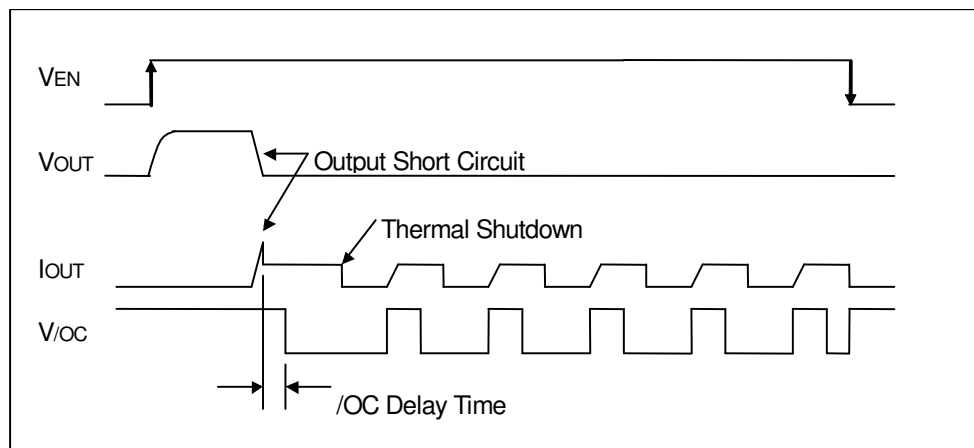 VEN
VOUT
Output Short Circuit
Thermal Shutdown
IOUT
V/OC
/OC Delay Time